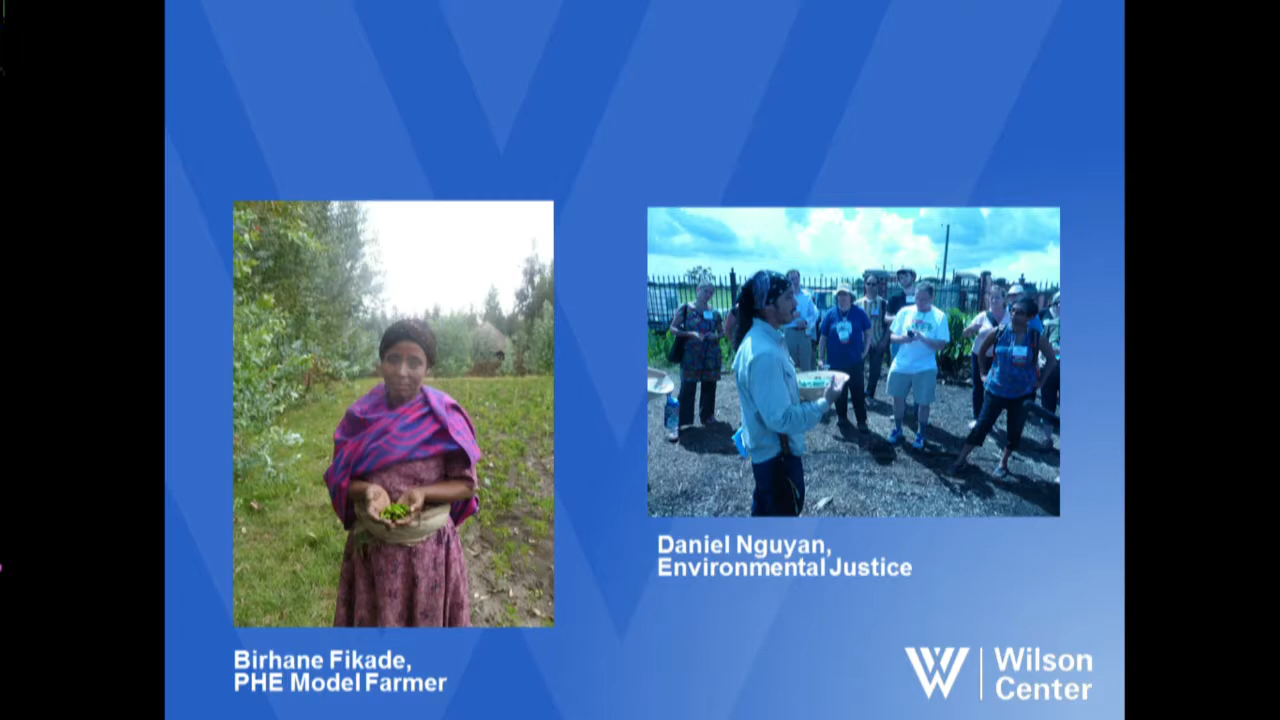 Birhane Fikade,
PHE Model Farmer
Daniel Nguyan,
Environmental Justice
Wilson
Center